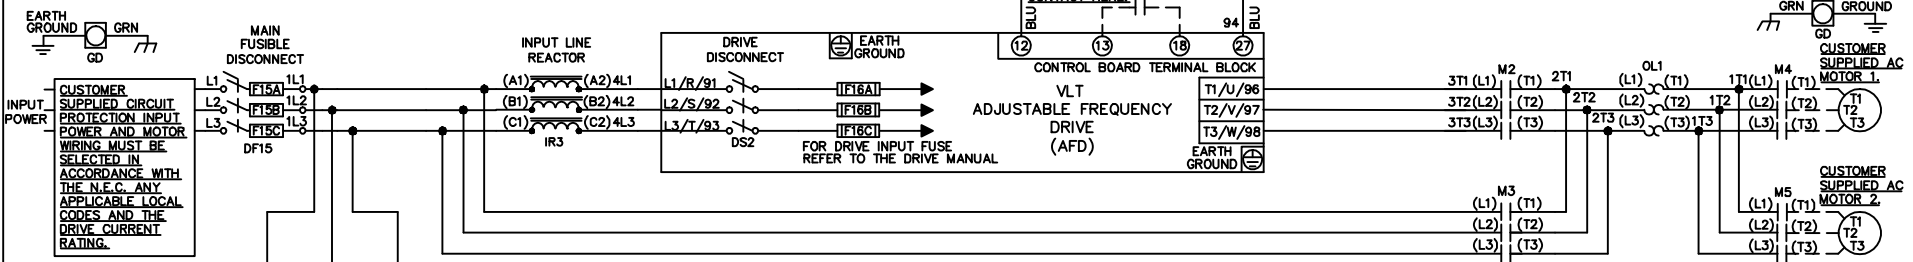 EARTH
GROUND
GRN
GD
MAIN
FUSIBLE
DISCONNECT
INPUT
POWER
CUSTOMER
SUPPLIED CIRCUIT
PROTECTION INPUT
POWER AND MOTOR
WIRING MUST BE
SELECTED IN
ACCORDANCE WITH
THE N.E.C. ANY
APPLICABLE LOCAL
CODES AND THE
DRIVE CURRENT
RATING.
L1 F15A 1L1
L2 F15B 1L2
L3 F15C 1L3
DF15
INPUT LINE
REACTOR
(A1) (A2) 4L1
(B1) (B2) 4L2
(C1) (C2) 4L3
IR3
DRIVE
DISCONNECT
L1/R/91
L2/S/92
L3/T/93
DS2
EARTH
GROUND
F16A
F16B
F16C
FOR DRIVE INPUT FUSE
REFER TO THE DRIVE MANUAL
BLU
94
BLU
12 13 18 27
CONTROL BOARD TERMINAL BLOCK
VLT
ADJUSTABLE FREQUENCY
DRIVE
(AFD)
T1/U/96
T2/V/97
T3/W/98
EARTH
GROUND
M2
3T1 (L1) (T1) 2T1
3T2 (L2) (T2) 2T2
3T3 (L3) (T3) 2T3
M3
(L1) (T1)
(L2) (T2)
(L3) (T3)
OL1
(L1) (T1) 1T1
(L2) (T2) 1T2
(L3) (T3) 1T3
GRN
GROUND
GD
M4
(L1) (T1)
(L2) (T2)
(L3) (T3)
CUSTOMER
SUPPLIED AC
MOTOR 1.
T1
T2
T3
M5
(L1) (T1)
(L2) (T2)
(L3) (T3)
CUSTOMER
SUPPLIED AC
MOTOR 2.
T1
T2
T3